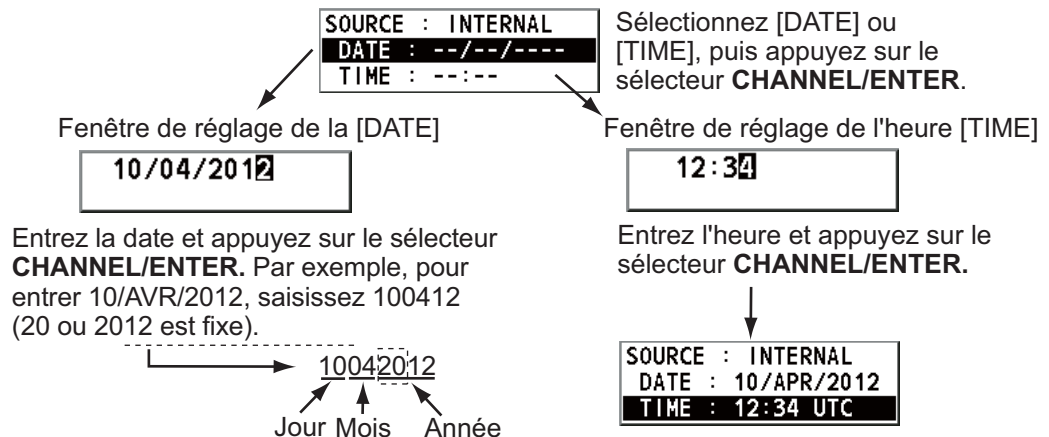 SOURCE : INTERNAL
DATE : --/--/----
TIME : --:--
Sélectionnez [DATE] ou
[TIME], puis appuyez sur le
sélecteur CHANNEL/ENTER.
Fenêtre de réglage de la [DATE]
10/04/2012
Entrez la date et appuyez sur le sélecteur
CHANNEL/ENTER. Par exemple, pour
entrer 10/AVR/2012, saisissez 100412
(20 ou 2012 est fixe).
10042012
Jour Mois Année
Fenêtre de réglage de l'heure [TIME]
12:34
Entrez l'heure et appuyez sur le
sélecteur CHANNEL/ENTER.
SOURCE : INTERNAL
DATE : 10/APR/2012
TIME : 12:34 UTC